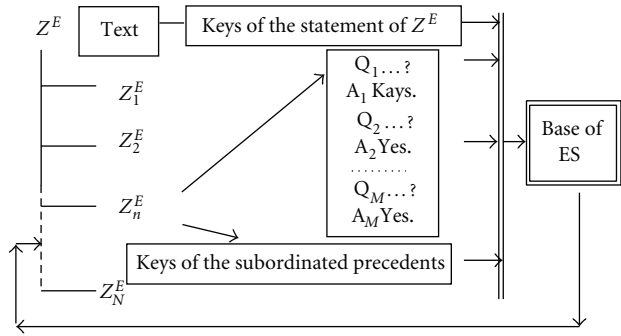 Z^E
Text
Keys of the statement of Z^E
Z_1^E
Z_2^E
Z_n^E
Z_N^E
Q_1 ...?
A_1 Kays.
Q_2 ...?
A_2 Yes.
.........
Q_M ...?
A_M Yes.
Keys of the subordinated precedents
Base of
ES